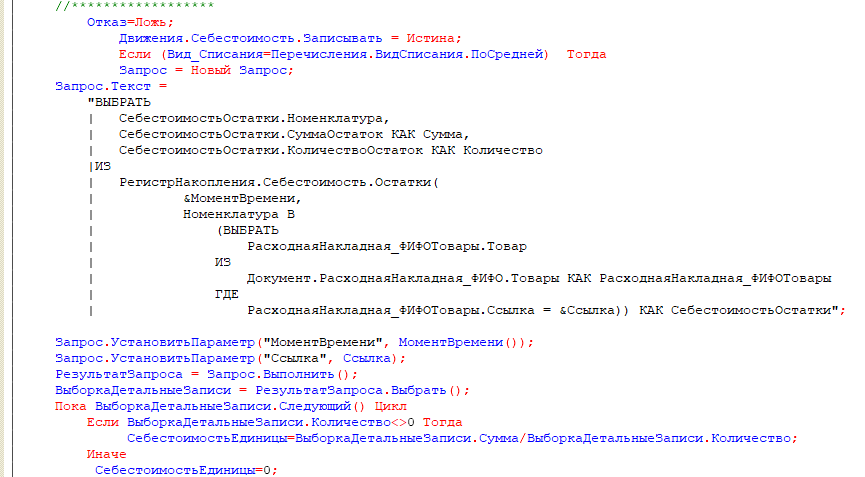 //******************
Отказ=Ложь;
Движения.Себестоимость.Записывать = Истина;
Если (Вид_Списания=Перечисления.ВидСписания.ПоСредней)  Тогда
Запрос = Новый Запрос;
Запрос.Текст =
"ВЫБРАТЬ
|   СебестоимостьОстатки.Номенклатура,
|   СебестоимостьОстатки.СуммаОстаток КАК Сумма,
|   СебестоимостьОстатки.КоличествоОстаток КАК Количество
|ИЗ
|   РегистрНакопления.Себестоимость.Остатки(
|           &МоментВремени,
|           Номенклатура В
|               (ВЫБРАТЬ
|                   РасходнаяНакладная_ФИФОТовары.Товар
|               ИЗ
|                   Документ.РасходнаяНакладная_ФИФО.Товары КАК РасходнаяНакладная_ФИФОТовары
|               ГДЕ
|                   РасходнаяНакладная_ФИФОТовары.Ссылка = &Ссылка)) КАК СебестоимостьОстатки";
Запрос.УстановитьПараметр("МоментВремени", МоментВремени());
Запрос.УстановитьПараметр("Ссылка", Ссылка);
РезультатЗапроса = Запрос.Выполнить();
ВыборкаДетальныеЗаписи = РезультатЗапроса.Выбрать();
Пока ВыборкаДетальныеЗаписи.Следующий() Цикл
Если ВыборкаДетальныеЗаписи.Количество<>0 Тогда
СебестоимостьЕдиницы=ВыборкаДетальныеЗаписи.Сумма/ВыборкаДетальныеЗаписи.Количество;
Иначе
СебестоимостьЕдиницы=0;